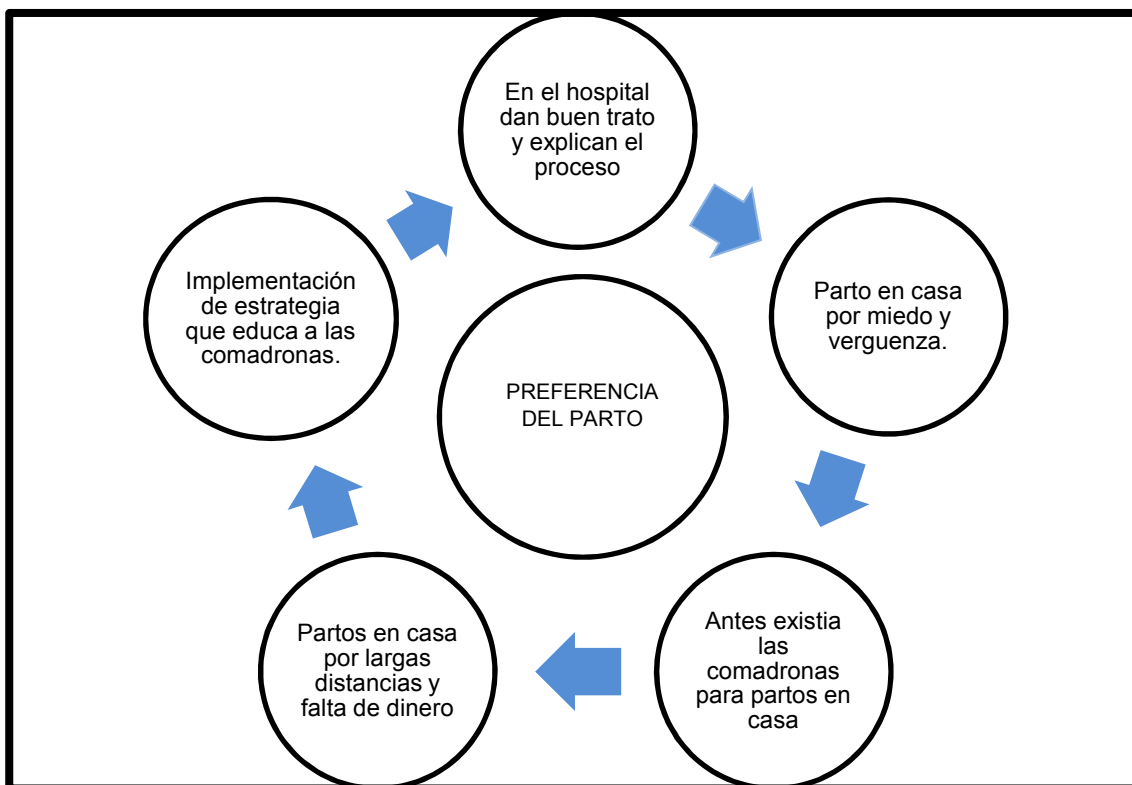 En el hospital
dan buen trato
y explican el
proceso
Parto en casa
por miedo y
verguenza.
Antes existia
las
comadronas
para partos en
casa
Partos en casa
por largas
distancias y
falta de dinero
Implementación
de estrategia
que educa a las
comadronas.
PREFERENCIA
DEL PARTO